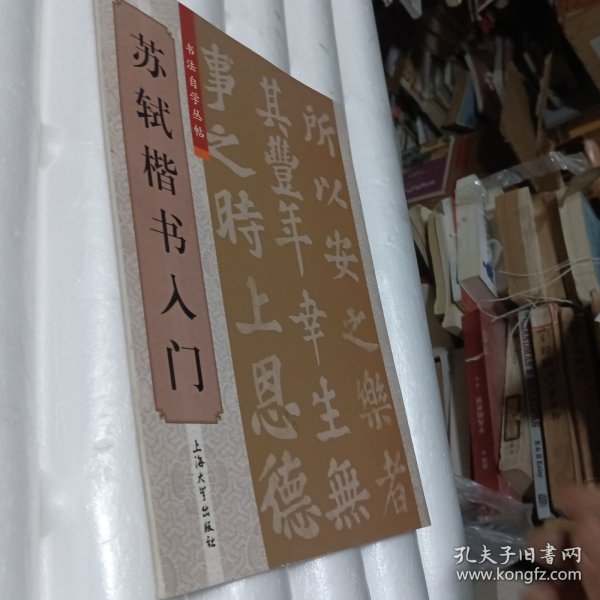 苏轼楷书入门
书法自学丛帖
所以安之樂者
其豐年幸生無
事之時上恩德
上海大学出版社
孔夫子旧书网
www.kongfz.com